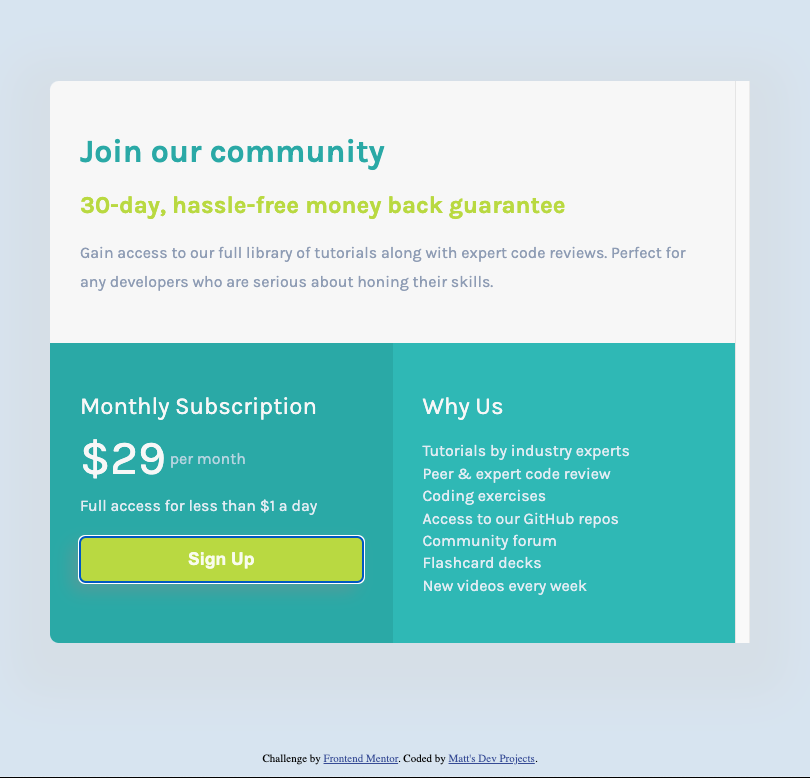 Join our community
30-day, hassle-free money back guarantee
Gain access to our full library of tutorials along with expert code reviews. Perfect for
any developers who are serious about honing their skills.
Monthly Subscription
$29 per month
Full access for less than $1 a day
Sign Up
Why Us
Tutorials by industry experts
Peer & expert code review
Coding exercises
Access to our GitHub repos
Community forum
Flashcard decks
New videos every week
Challenge by Frontend Mentor. Coded by Matt's Dev Projects.